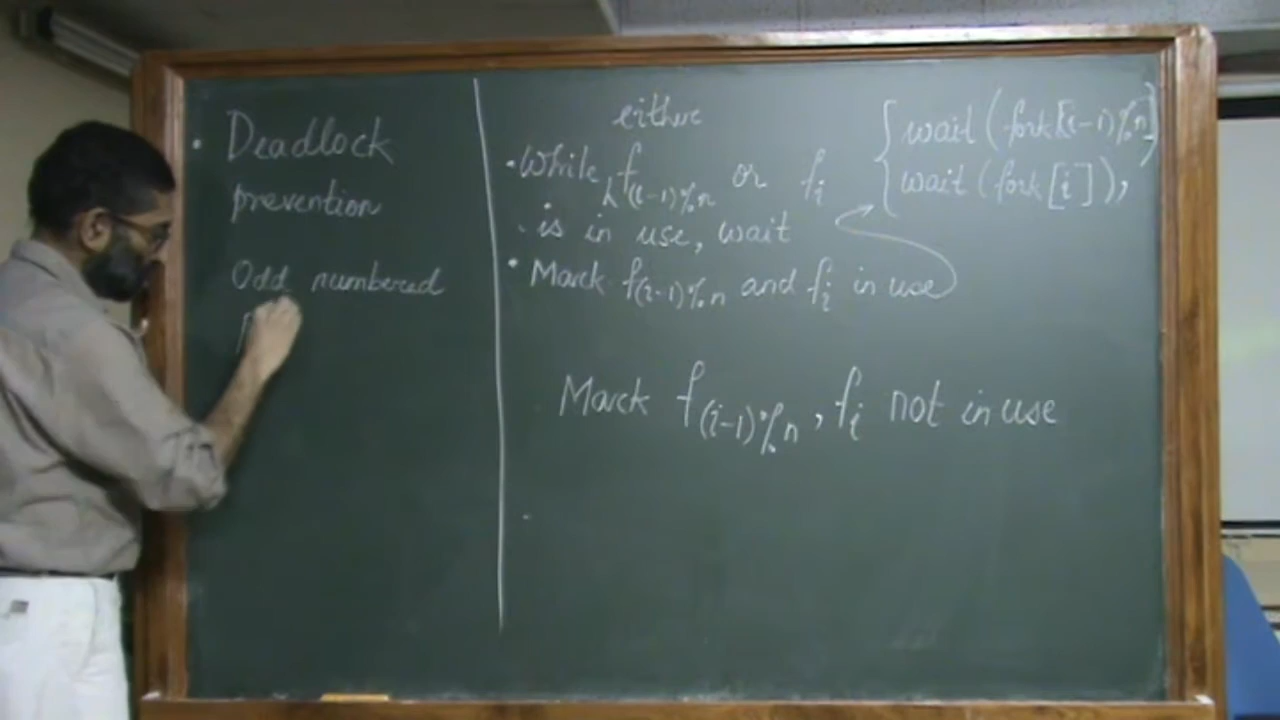 • Deadlock
prevention
Odd numbered
either
• While f(i-1)%n or fi
is in use, wait
• Mark f(i-1)%n and fi in use
{ wait (fork[(i-1)%n]);
wait (fork[i]);
Mark f(i-1)%n, fi not in use